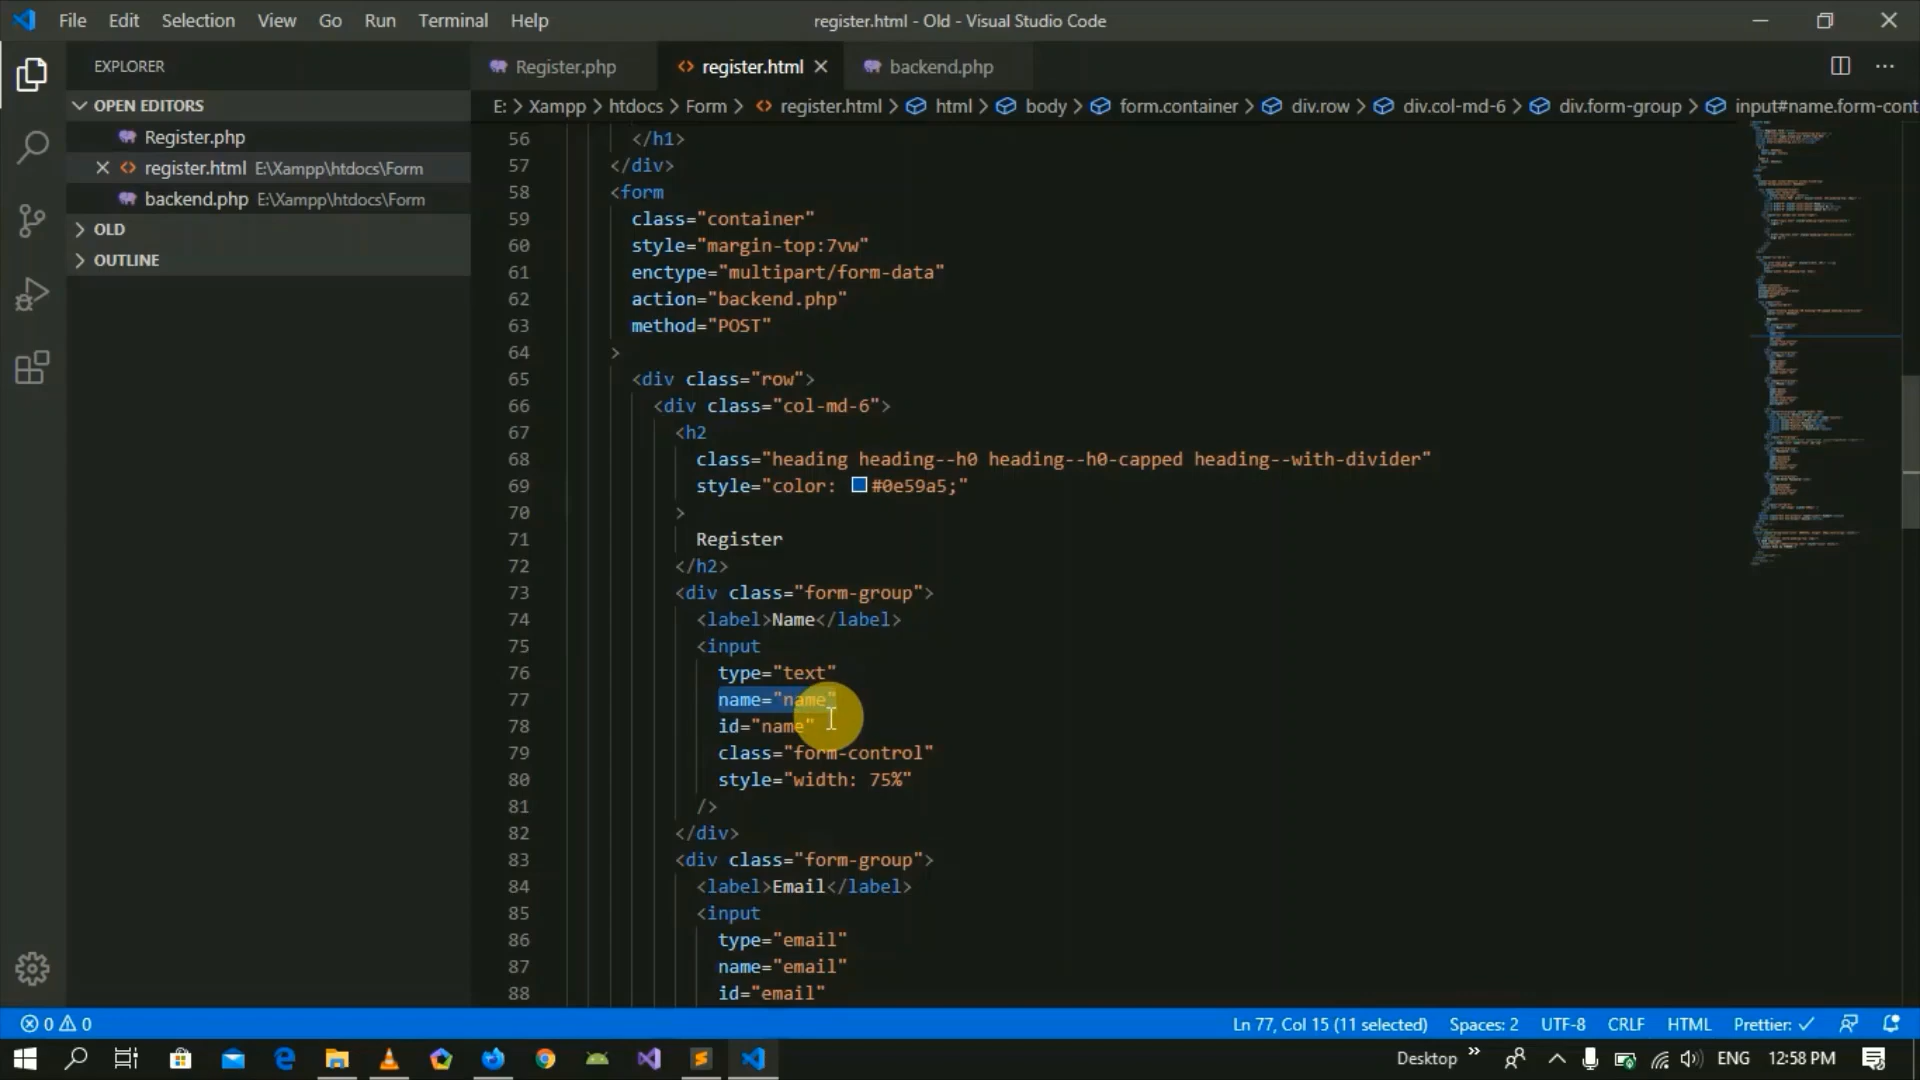 File Edit Selection View Go Run Terminal Help
register.html - Old - Visual Studio Code
EXPLORER
OPEN EDITORS
Register.php
register.html E:\Xampp\htdocs\Form
backend.php E:\Xampp\htdocs\Form
OLD
OUTLINE
Register.php register.html backend.php
E: > Xampp > htdocs > Form > register.html > html > body > form.container > div.row > div.col-md-6 > div.form-group > input#name.form-cont
56 </h1>
57 </div>
58 <form
59 class="container"
60 style="margin-top:7vw"
61 enctype="multipart/form-data"
62 action="backend.php"
63 method="POST"
64 >
65 <div class="row">
66 <div class="col-md-6">
67 <h2
68 class="heading heading--h0 heading--h0-capped heading--with-divider"
69 style="color: #0e59a5;"
70 >
71 Register
72 </h2>
73 <div class="form-group">
74 <label>Name</label>
75 <input
76 type="text"
77 name="name"
78 id="name"
79 class="form-control"
80 style="width: 75%"
81 />
82 </div>
83 <div class="form-group">
84 <label>Email</label>
85 <input
86 type="email"
87 name="email"
88 id="email"
0 0
Ln 77, Col 15 (11 selected) Spaces: 2 UTF-8 CRLF HTML Prettier: ✓
Desktop » ENG 12:58 PM